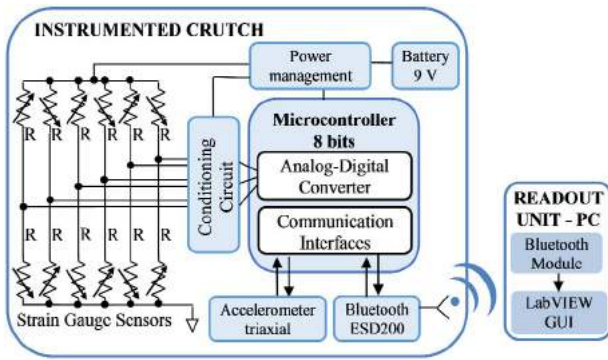 INSTRUMENTED CRUTCH
Power
management
Battery
9 V
R R R R R R
Conditioning
Circuit
Microcontroller
8 bits
Analog-Digital
Converter
Communication
Interfaces
R R R R R R
Strain Gauge Sensors
Accelerometer
triaxial
Bluetooth
ESD200
READOUT
UNIT - PC
Bluetooth
Module
LabVIEW
GUI